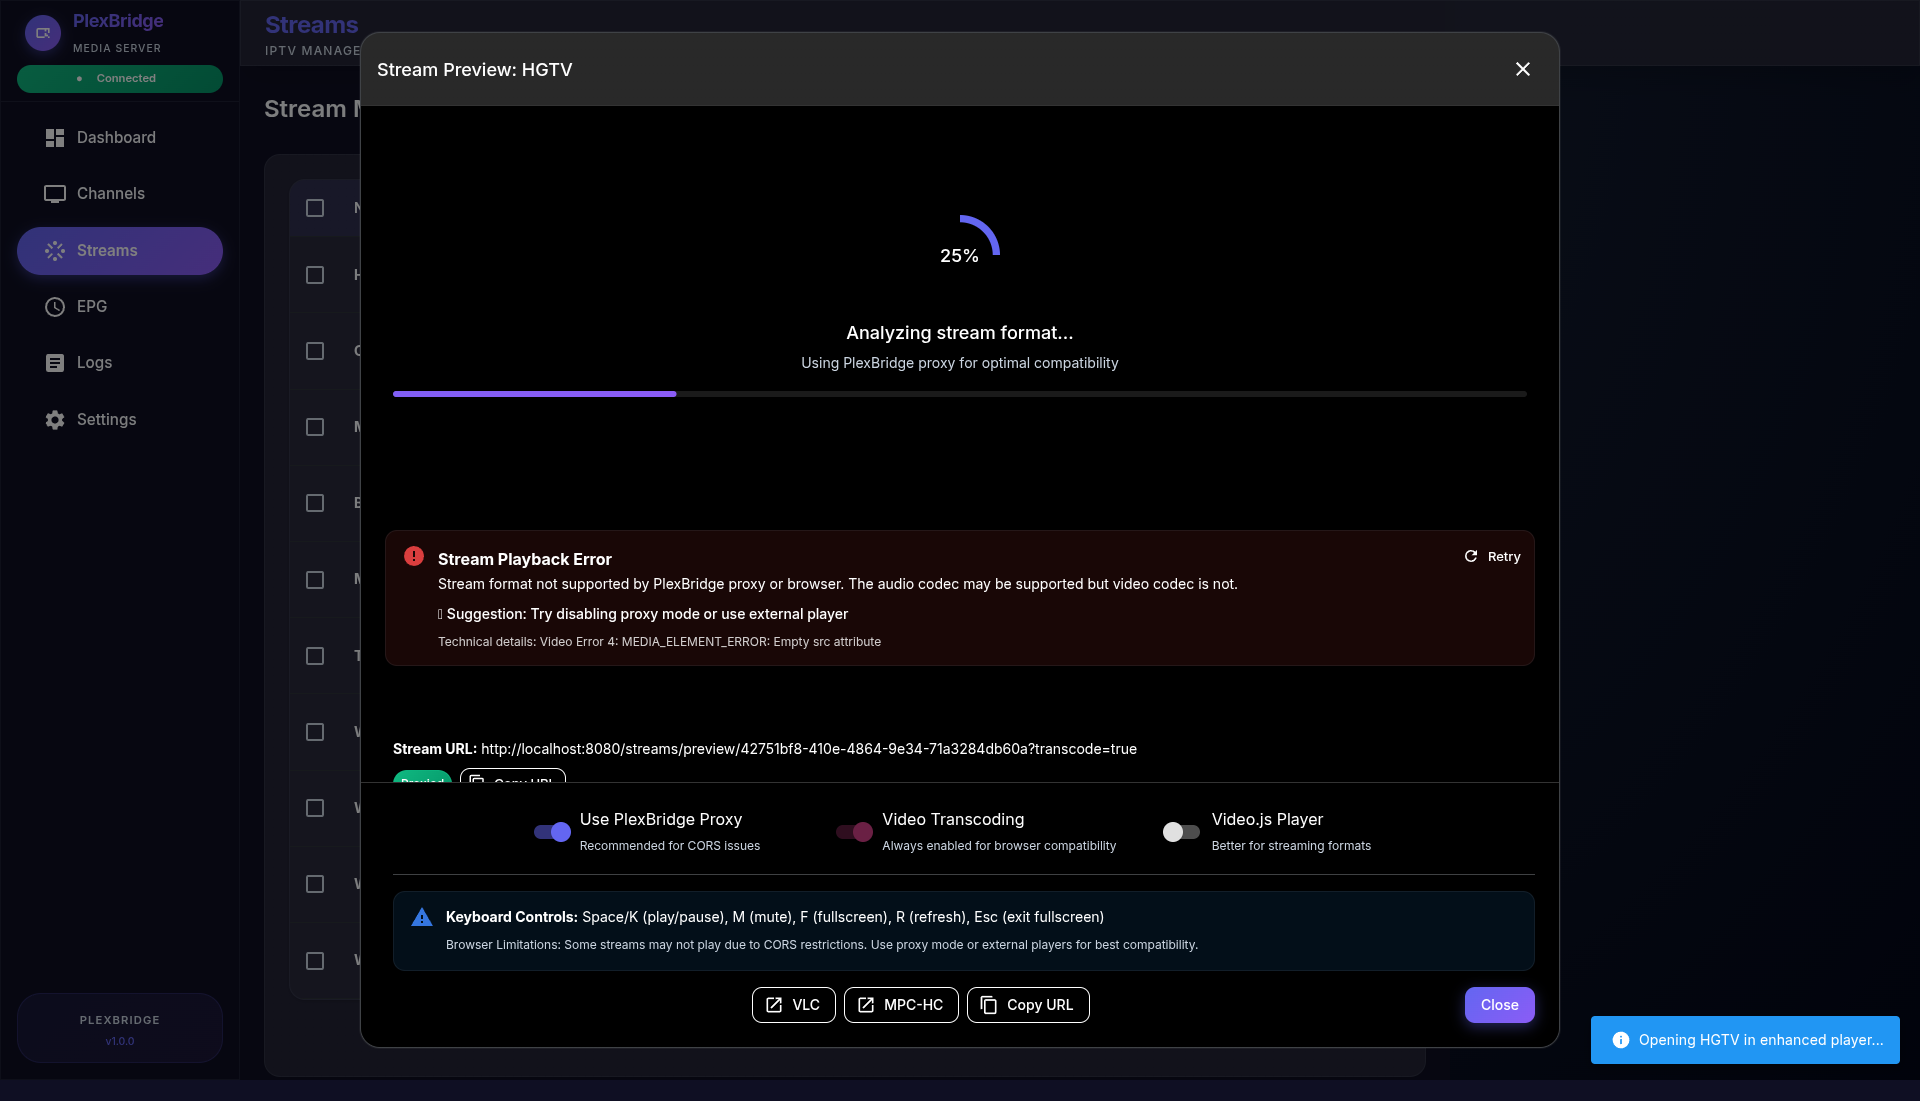 PlexBridge
MEDIA SERVER
Connected
Dashboard
Channels
Streams
EPG
Logs
Settings
PLEXBRIDGE
v1.0.0
Streams
IPTV MANAGE
Stream
Stream Preview: HGTV
25%
Analyzing stream format...
Using PlexBridge proxy for optimal compatibility
Stream Playback Error
Retry
Stream format not supported by PlexBridge proxy or browser. The audio codec may be supported but video codec is not.
Suggestion: Try disabling proxy mode or use external player
Technical details: Video Error 4: MEDIA_ELEMENT_ERROR: Empty src attribute
Stream URL: http://localhost:8080/streams/preview/42751bf8-410e-4864-9e34-71a3284db60a?transcode=true
Proxied
Copy URL
Use PlexBridge Proxy
Recommended for CORS issues
Video Transcoding
Always enabled for browser compatibility
Video.js Player
Better for streaming formats
Keyboard Controls: Space/K (play/pause), M (mute), F (fullscreen), R (refresh), Esc (exit fullscreen)
Browser Limitations: Some streams may not play due to CORS restrictions. Use proxy mode or external players for best compatibility.
VLC
MPC-HC
Copy URL
Close
Opening HGTV in enhanced player...